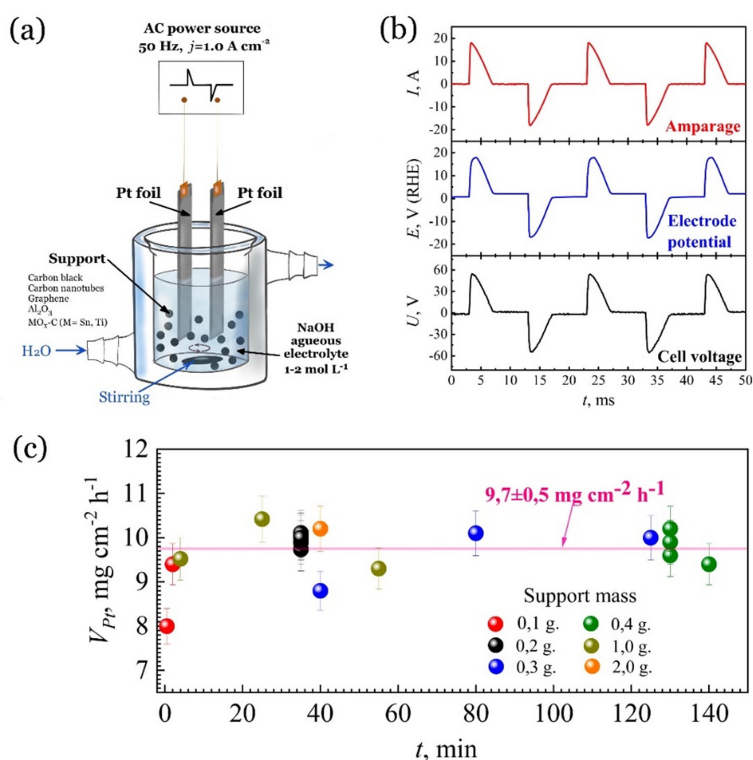 (a)
AC power source
50 Hz, j=1.0 A cm⁻²
Pt foil
Pt foil
Support
Carbon black
Carbon nanotubes
Graphene
Al₂O₃
MOₓ-C (M= Sn, Ti)
H2O
NaOH
agueous
electrolyte
1-2 mol L⁻¹
Stirring
(b)
I, A
20
10
0
-10
-20
Amparage
E, V (RHE)
20
10
0
-10
-20
Electrode
potential
U, V
60
30
0
-30
-60
Cell voltage
0 5 10 15 20 25 30 35 40 45 50
t, ms
(c)
V_Pt, mg cm⁻² h⁻¹
12
11
10
9
8
7
9,7±0,5 mg cm⁻² h⁻¹
Support mass
0,1 g. 0,4 g.
0,2 g. 1,0 g.
0,3 g. 2,0 g.
0 20 40 60 80 100 120 140
t, min